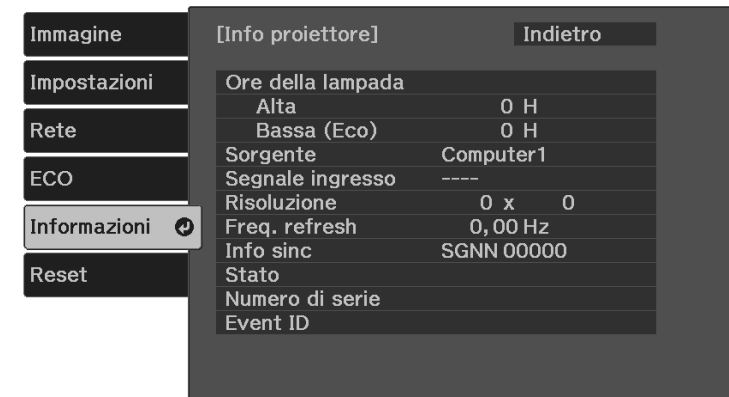 Immagine
Impostazioni
Rete
ECO
Informazioni
Reset
[Info proiettore] Indietro
Ore della lampada
Alta 0 H
Bassa (Eco) 0 H
Sorgente Computer1
Segnale ingresso ----
Risoluzione 0 x 0
Freq. refresh 0,00 Hz
Info sinc SGNN 00000
Stato
Numero di serie
Event ID